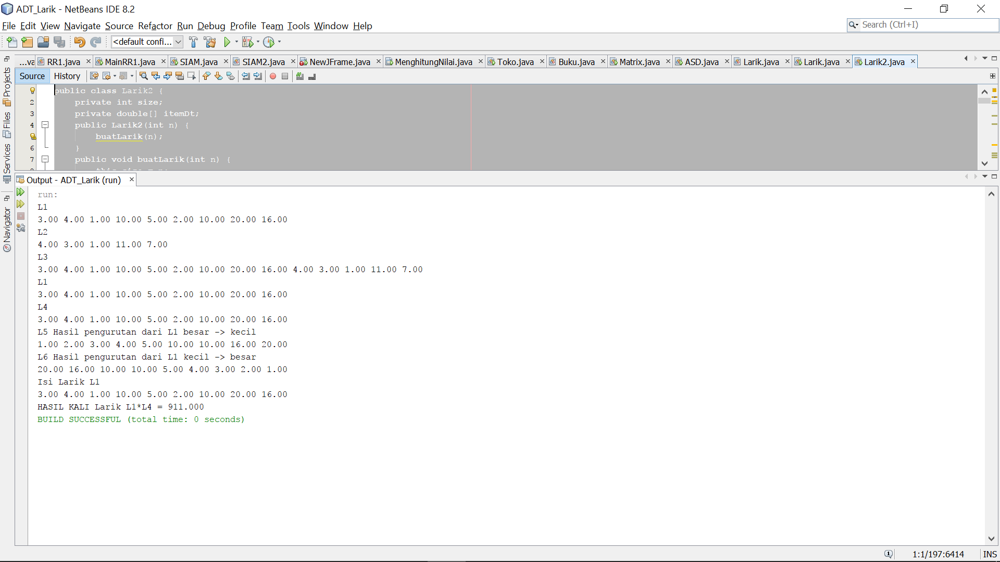 ADT_Larik - NetBeans IDE 8.2
File Edit View Navigate Source Refactor Run Debug Profile Team Tools Window Help
Search (Ctrl+I)
<default confi...
...va RR1.java MainRR1.java SIAM.java SIAM2.java NewJFrame.java MenghitungNilai.java Toko.java Buku.java Matrix.java ASD.java Larik.java Larik.java Larik2.java
Source History
public class Larik2 {
2 private int size;
3 private double[] itemDt;
4 public Larik2(int n) {
buatLarik(n);
6 }
7 public void buatLarik(int n) {
Projects
Files
Services
Navigator
Output - ADT_Larik (run)
run:
L1
3.00 4.00 1.00 10.00 5.00 2.00 10.00 20.00 16.00
L2
4.00 3.00 1.00 11.00 7.00
L3
3.00 4.00 1.00 10.00 5.00 2.00 10.00 20.00 16.00 4.00 3.00 1.00 11.00 7.00
L1
3.00 4.00 1.00 10.00 5.00 2.00 10.00 20.00 16.00
L4
3.00 4.00 1.00 10.00 5.00 2.00 10.00 20.00 16.00
L5 Hasil pengurutan dari L1 besar -> kecil
1.00 2.00 3.00 4.00 5.00 10.00 10.00 16.00 20.00
L6 Hasil pengurutan dari L1 kecil -> besar
20.00 16.00 10.00 10.00 5.00 4.00 3.00 2.00 1.00
Isi Larik L1
3.00 4.00 1.00 10.00 5.00 2.00 10.00 20.00 16.00
HASIL KALI Larik L1*L4 = 911.000
BUILD SUCCESSFUL (total time: 0 seconds)
1:1/197:6414 INS